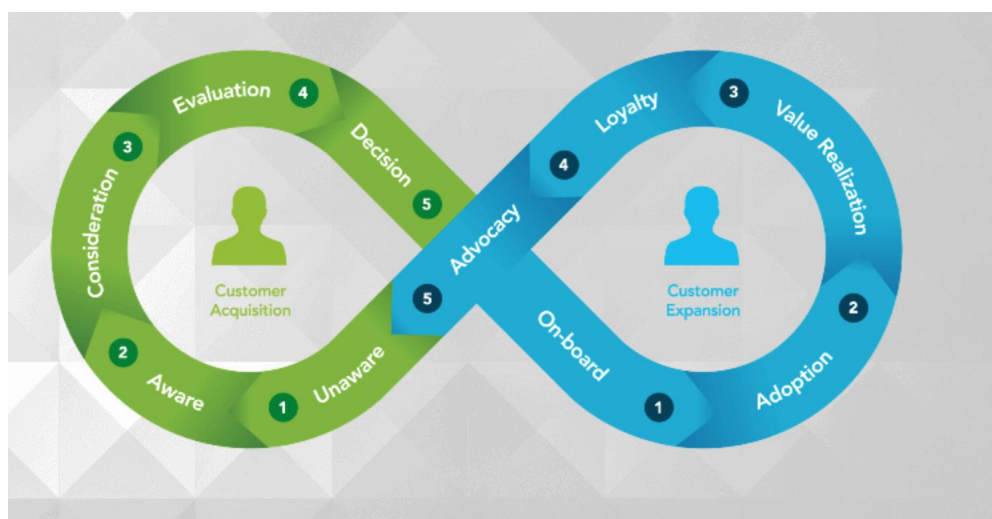 Unaware 1
Aware 2
Consideration 3
Evaluation 4
Decision 5
Customer
Acquisition
On-board 1
Adoption 2
Value Realization 3
Loyalty 4
Advocacy 5
Customer
Expansion